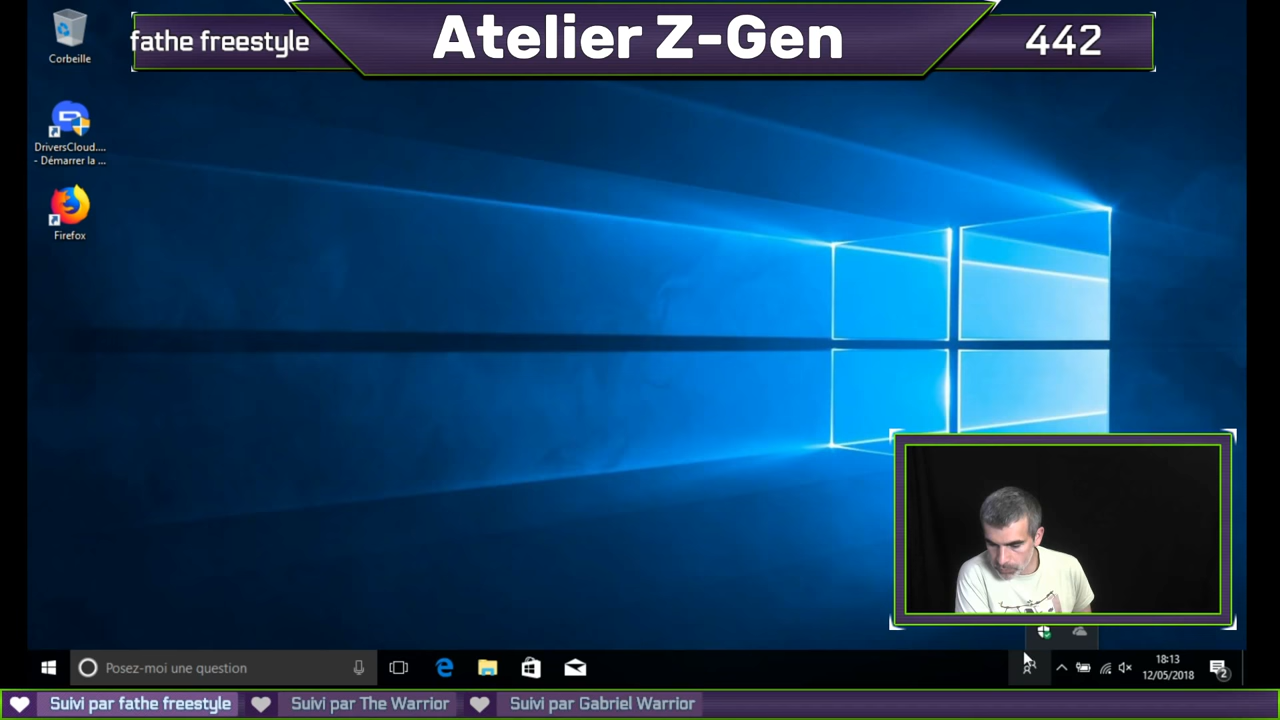 fathe freestyle
Atelier Z-Gen
442
Corbeille
DriversCloud....
- Démarrer la ...
Firefox
Posez-moi une question
18:13
12/05/2018
2
Suivi par fathe freestyle
Suivi par The Warrior
Suivi par Gabriel Warrior